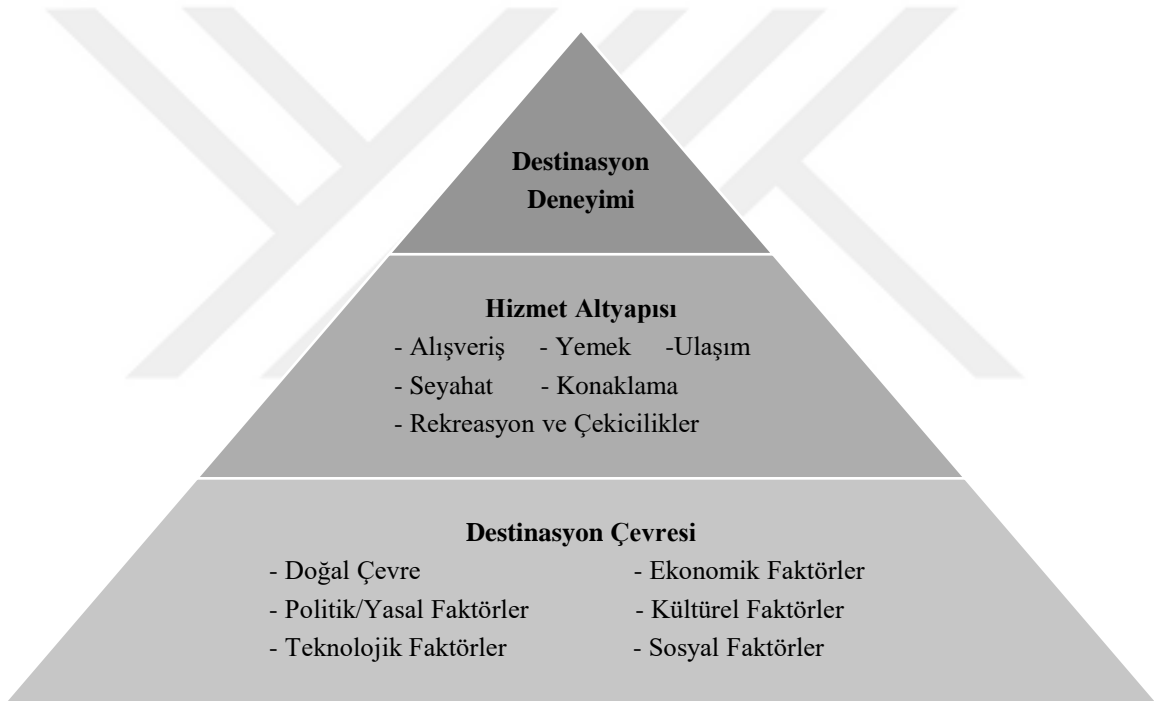 Destinasyon
Deneyimi
Hizmet Altyapısı
- Alışveriş - Yemek -Ulaşım
- Seyahat - Konaklama
- Rekreasyon ve Çekicilikler
Destinasyon Çevresi
- Doğal Çevre - Ekonomik Faktörler
- Politik/Yasal Faktörler - Kültürel Faktörler
- Teknolojik Faktörler - Sosyal Faktörler